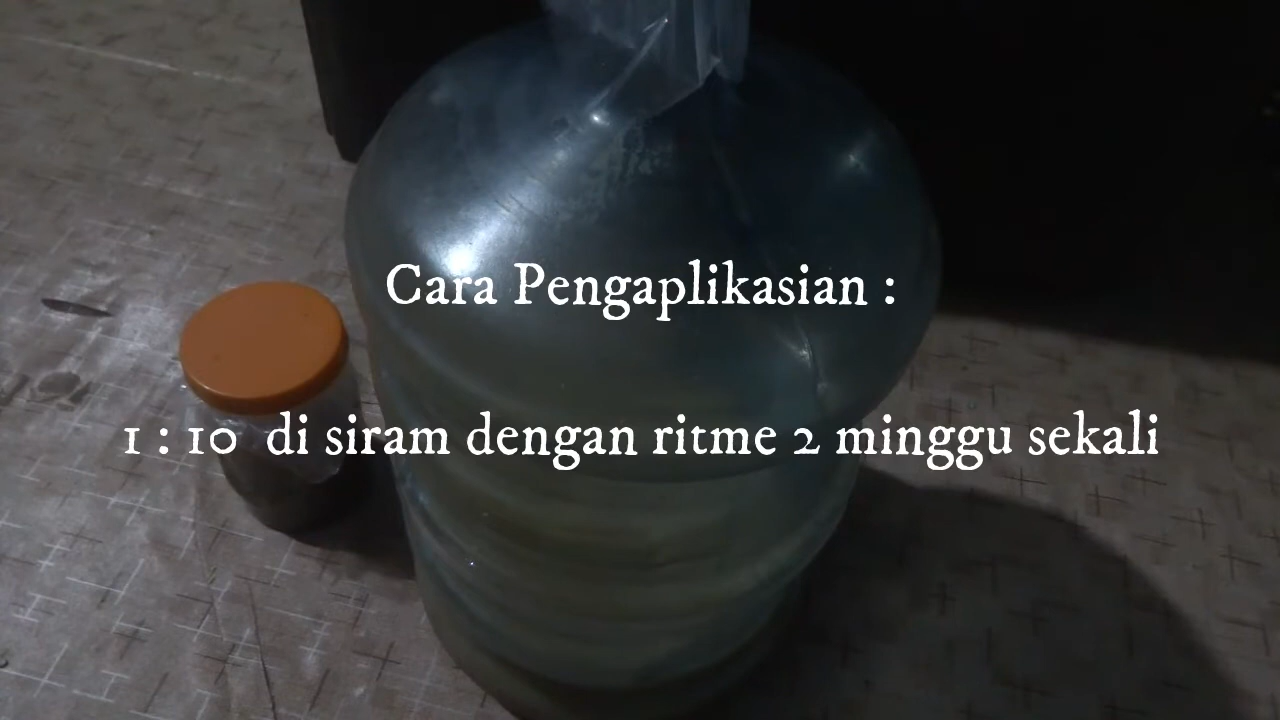 Cara Pengaplikasian :
1 : 10 di siram dengan ritme 2 minggu sekali